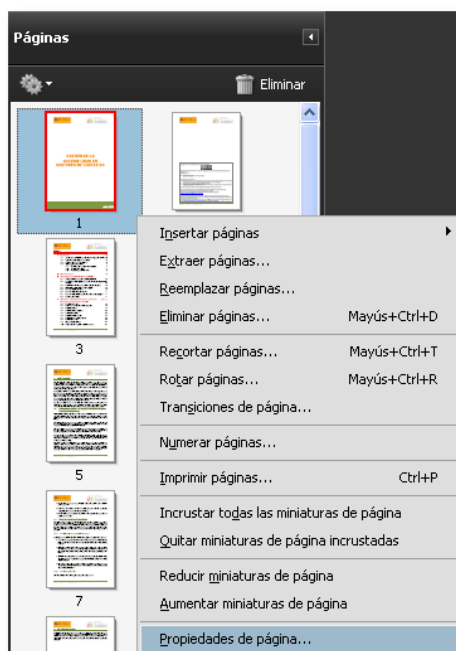 Páginas
Eliminar
1
Insertar páginas
Extraer páginas...
Reemplazar páginas...
Eliminar páginas... Mayús+Ctrl+D
3
Recortar páginas... Mayús+Ctrl+T
Rotar páginas... Mayús+Ctrl+R
Transiciones de página...
Numerar páginas...
5
Imprimir páginas... Ctrl+P
Incrustar todas las miniaturas de página
Quitar miniaturas de página incrustadas
Reducir miniaturas de página
7
Aumentar miniaturas de página
Propiedades de página...